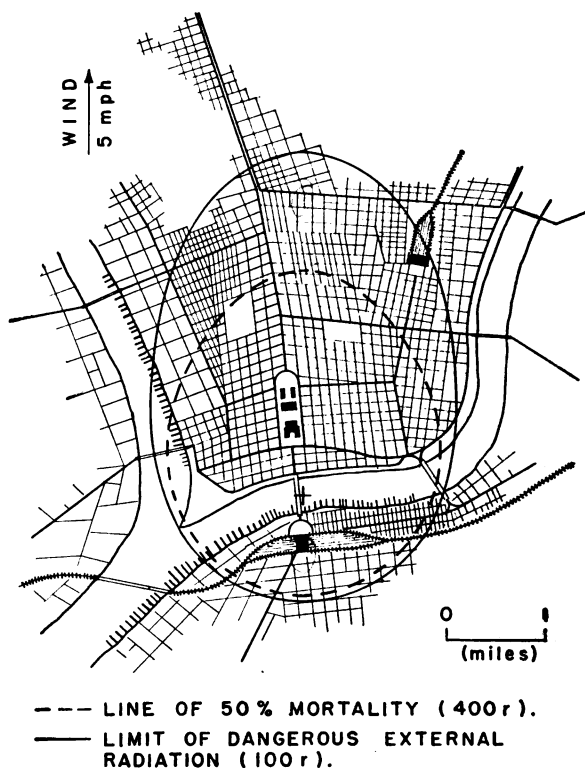 WIND
5 mph
0 1
(miles)
--- LINE OF 50% MORTALITY (400r).
— LIMIT OF DANGEROUS EXTERNAL
RADIATION (100r).